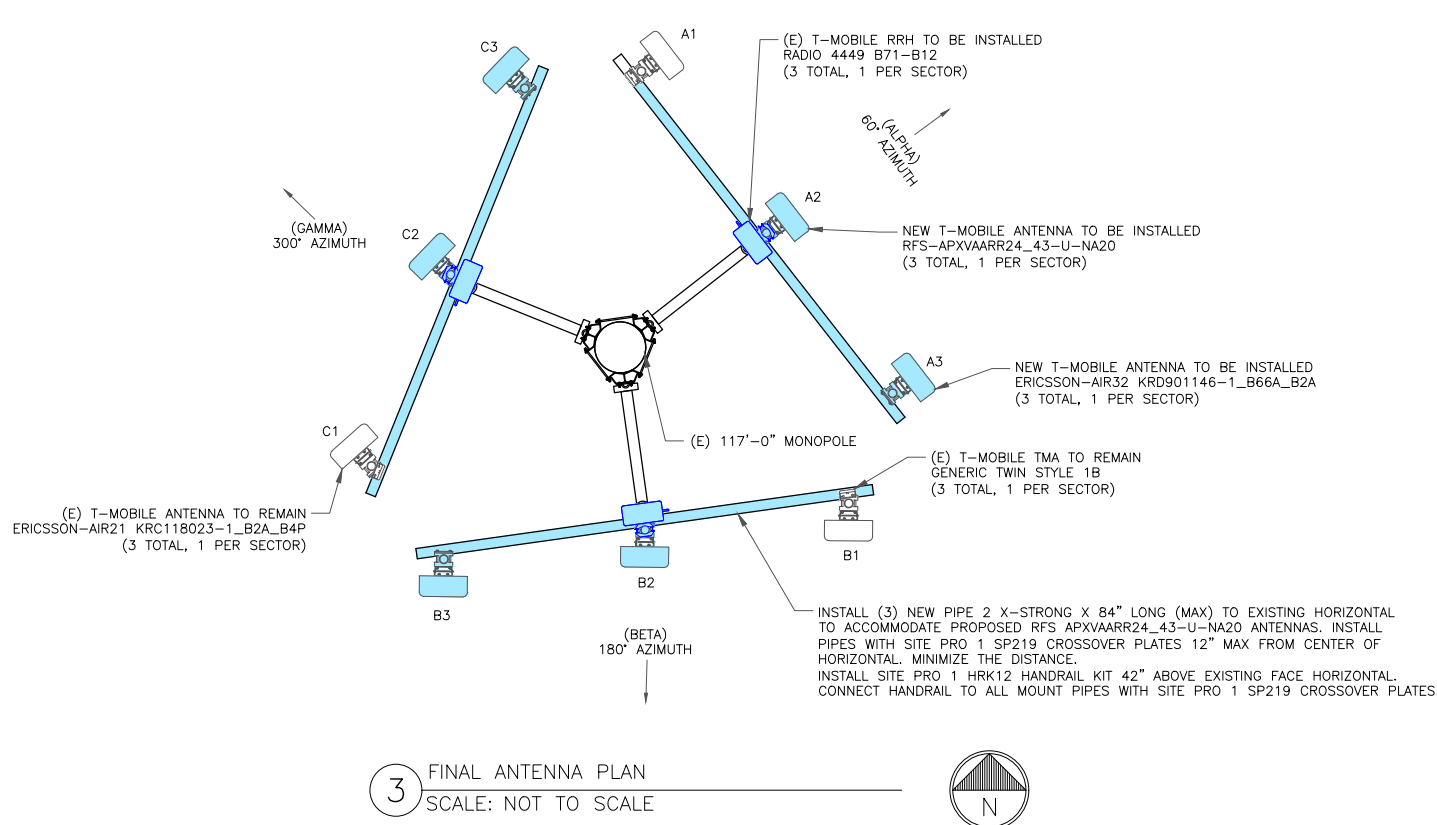 C3
A1
(E) T-MOBILE RRH TO BE INSTALLED
RADIO 4449 B71-B12
(3 TOTAL, 1 PER SECTOR)
(ALPHA)
60° AZIMUTH
A2
NEW T-MOBILE ANTENNA TO BE INSTALLED
RFS-APXVAARR24_43-U-NA20
(3 TOTAL, 1 PER SECTOR)
(GAMMA)
300° AZIMUTH
C2
A3
NEW T-MOBILE ANTENNA TO BE INSTALLED
ERICSSON-AIR32 KRD901146-1_B66A_B2A
(3 TOTAL, 1 PER SECTOR)
C1
(E) 117'-0" MONOPOLE
(E) T-MOBILE TMA TO REMAIN
GENERIC TWIN STYLE 1B
(3 TOTAL, 1 PER SECTOR)
(E) T-MOBILE ANTENNA TO REMAIN
ERICSSON-AIR21 KRC118023-1_B2A_B4P
(3 TOTAL, 1 PER SECTOR)
B1
B2
B3
INSTALL (3) NEW PIPE 2 X-STRONG X 84" LONG (MAX) TO EXISTING HORIZONTAL
TO ACCOMMODATE PROPOSED RFS APXVAARR24_43-U-NA20 ANTENNAS. INSTALL
PIPES WITH SITE PRO 1 SP219 CROSSOVER PLATES 12" MAX FROM CENTER OF
HORIZONTAL. MINIMIZE THE DISTANCE.
INSTALL SITE PRO 1 HRK12 HANDRAIL KIT 42" ABOVE EXISTING FACE HORIZONTAL.
CONNECT HANDRAIL TO ALL MOUNT PIPES WITH SITE PRO 1 SP219 CROSSOVER PLATES
(BETA)
180° AZIMUTH
3
FINAL ANTENNA PLAN
SCALE: NOT TO SCALE
N